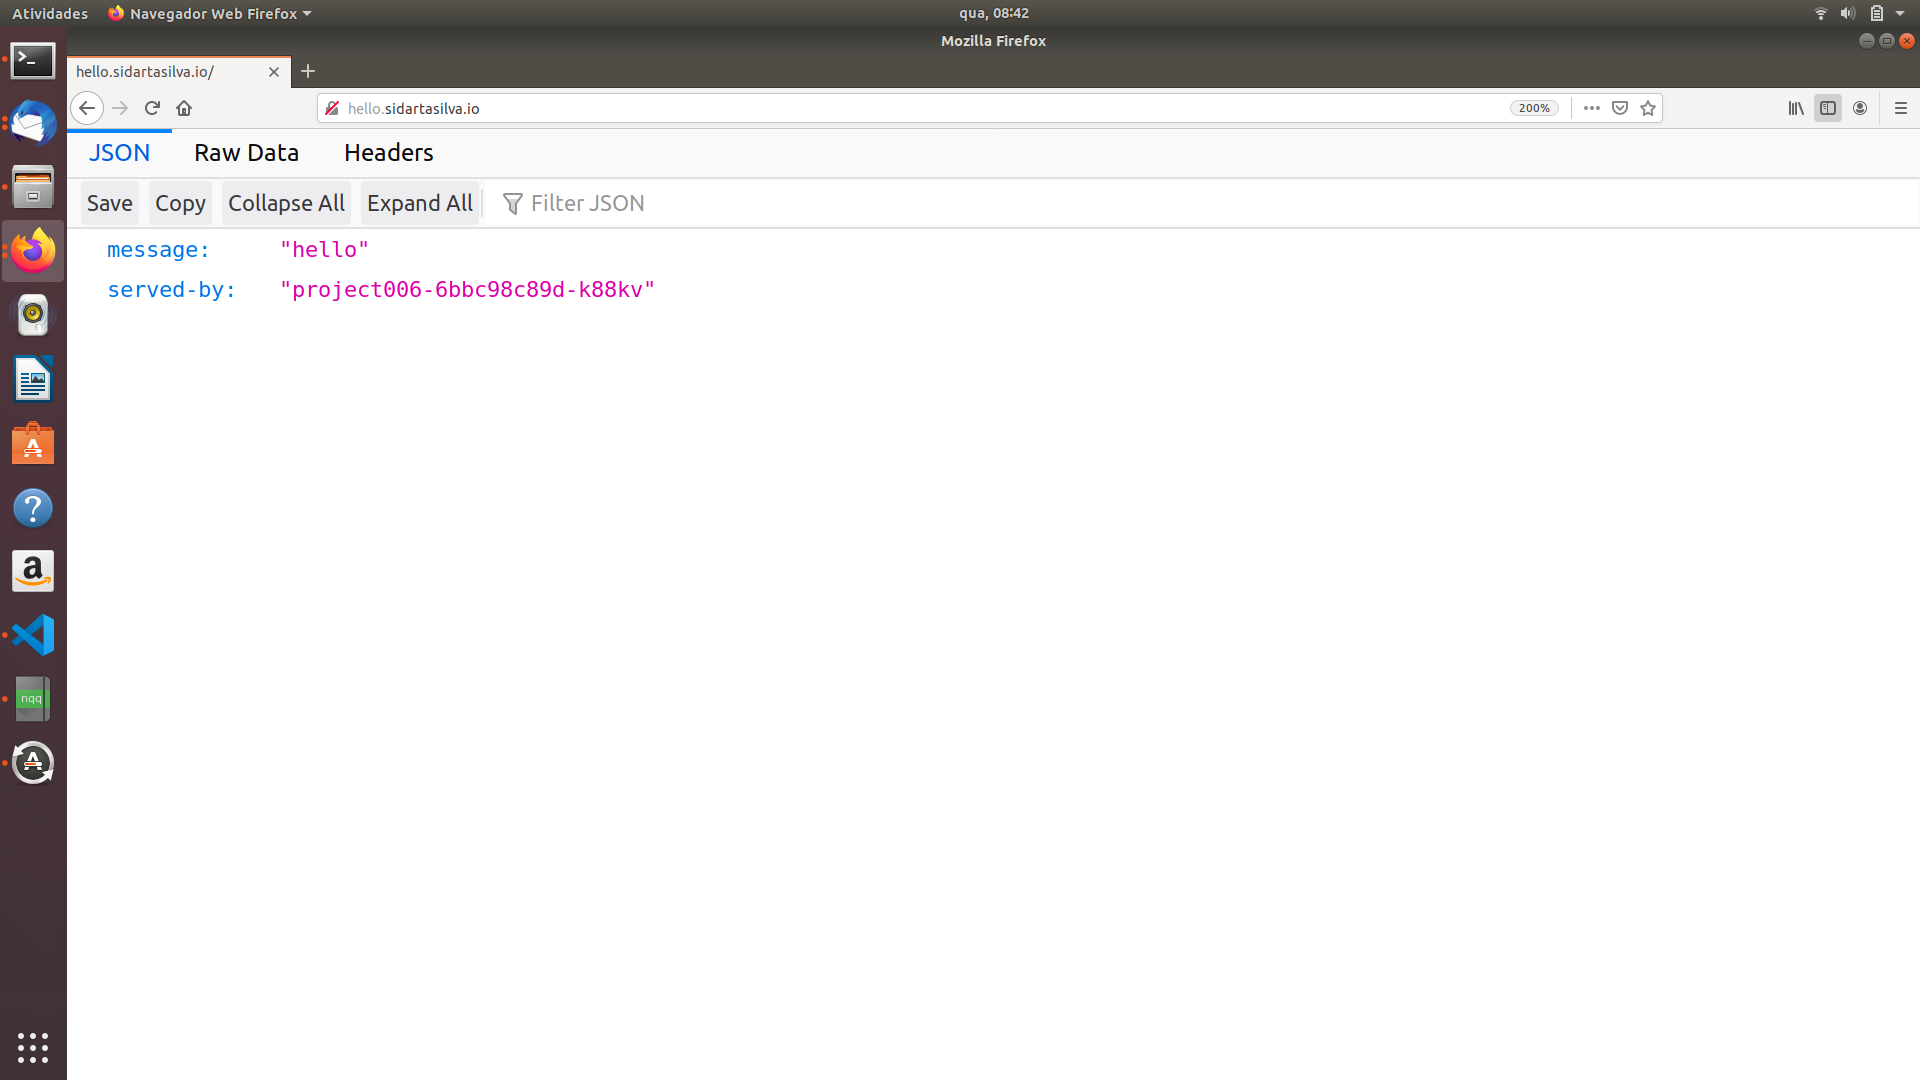 Atividades Navegador Web Firefox qua, 08:42
Mozilla Firefox
hello.sidartasilva.io/
hello.sidartasilva.io 200%
JSON Raw Data Headers
Save Copy Collapse All Expand All Filter JSON
message: "hello"
served-by: "project006-6bbc98c89d-k88kv"
nqq